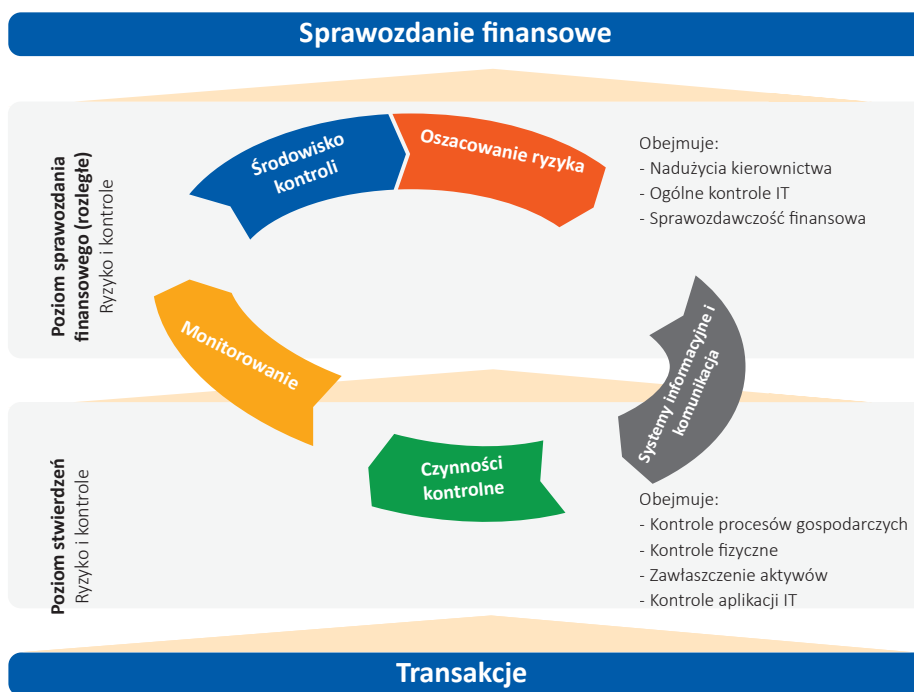 Sprawozdanie finansowe
Poziom sprawozdania
finansowego (rozległe)
Ryzyko i kontrole
Środowisko
kontroli
Oszacowanie ryzyka
Obejmuje:
- Nadużycia kierownictwa
- Ogólne kontrole IT
- Sprawozdawczość finansowa
Monitorowanie
Systemy informacyjne i
komunikacja
Czynności
kontrolne
Poziom stwierdzeń
Ryzyko i kontrole
Obejmuje:
- Kontrole procesów gospodarczych
- Kontrole fizyczne
- Zawłaszczenie aktywów
- Kontrole aplikacji IT
Transakcje